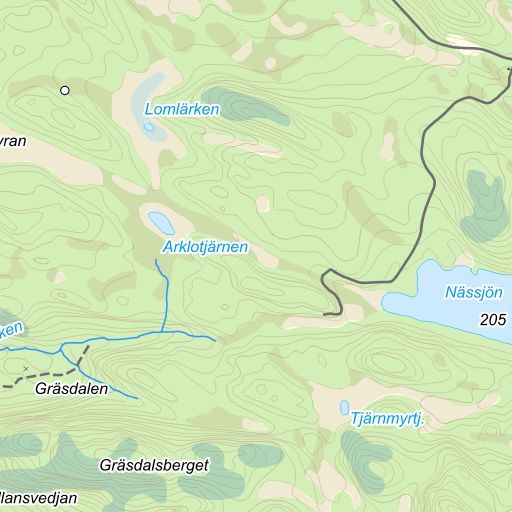 Lomlärken
Arklotjärnen
Nässjön
205
Gräsdalen
Tjärnmyrtj.
Gräsdalsberget